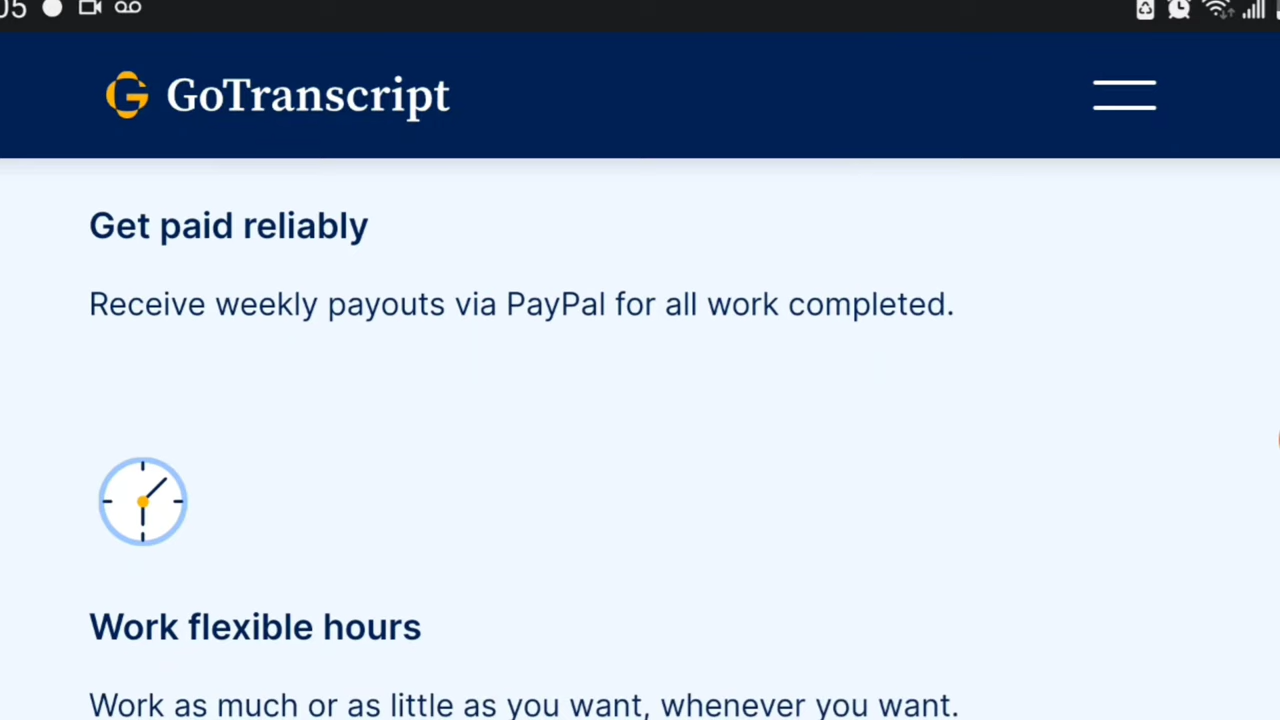 05
GoTranscript
Get paid reliably
Receive weekly payouts via PayPal for all work completed.
Work flexible hours
Work as much or as little as you want, whenever you want.